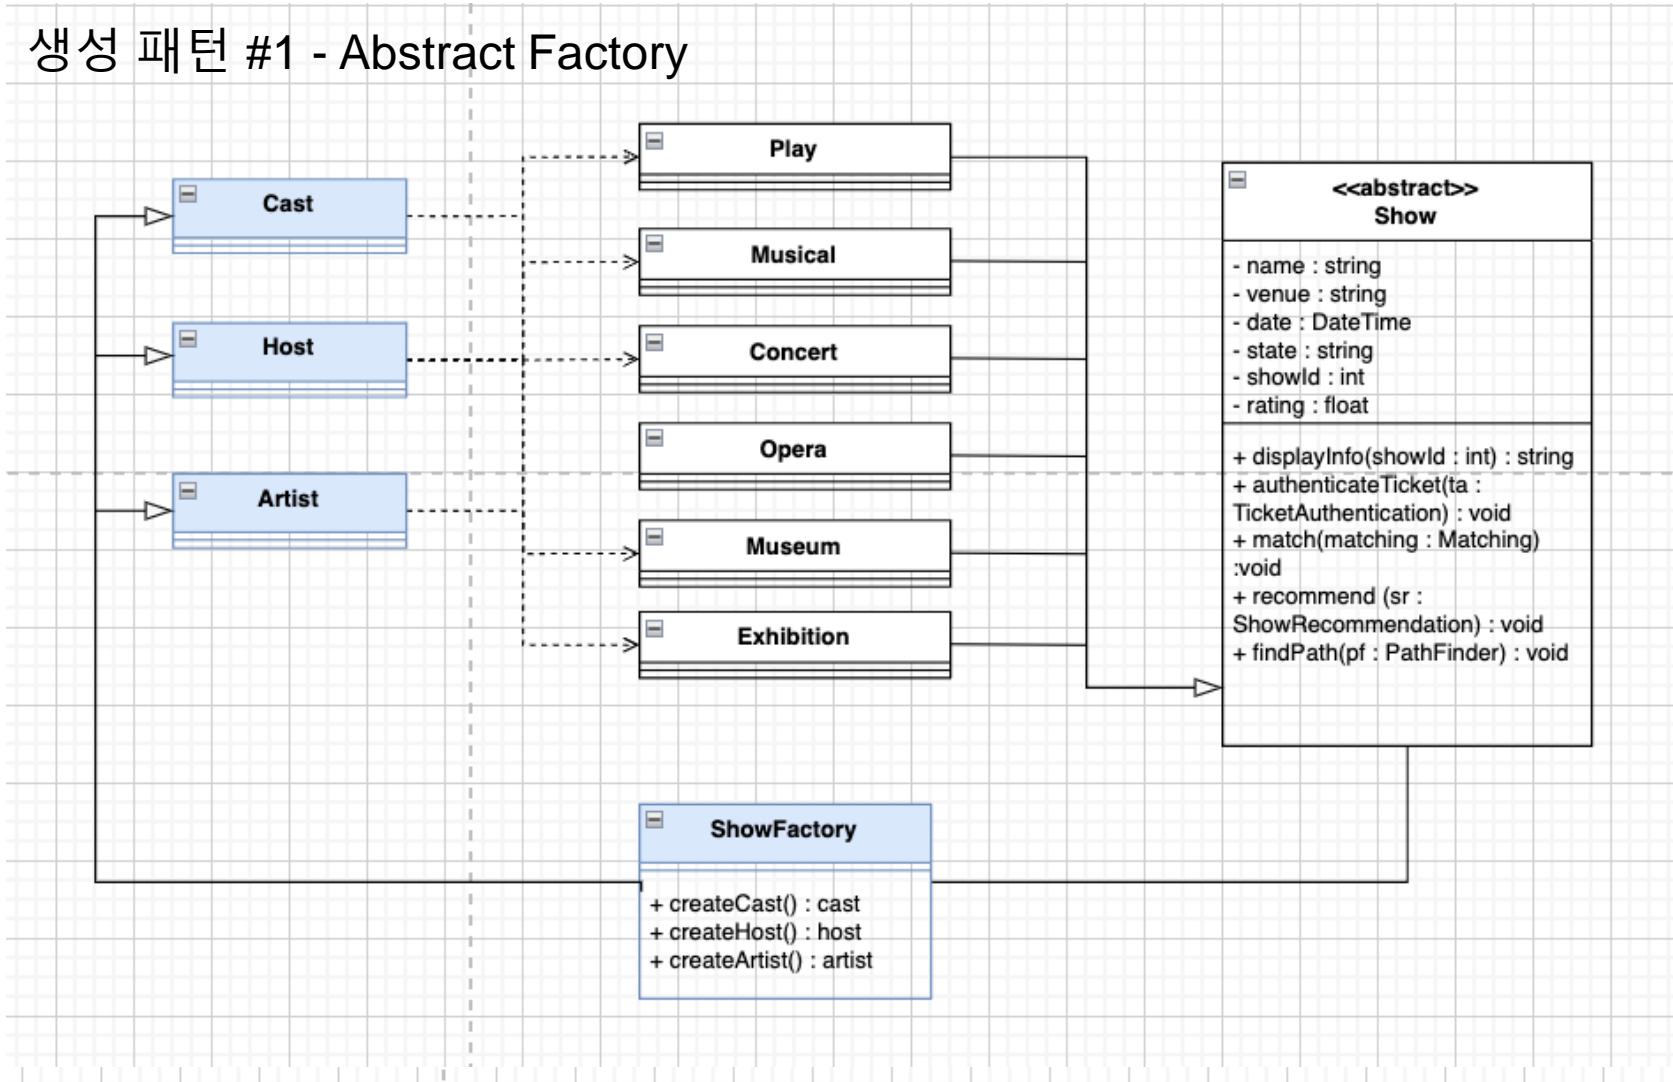 생성 패턴 #1 - Abstract Factory
Cast
Host
Artist
Play
Musical
Concert
Opera
Museum
Exhibition
<<abstract>>
Show
- name : string
- venue : string
- date : DateTime
- state : string
- showId : int
- rating : float
+ displayInfo(showId : int) : string
+ authenticateTicket(ta :
TicketAuthentication) : void
+ match(matching : Matching)
:void
+ recommend (sr :
ShowRecommendation) : void
+ findPath(pf : PathFinder) : void
ShowFactory
+ createCast() : cast
+ createHost() : host
+ createArtist() : artist